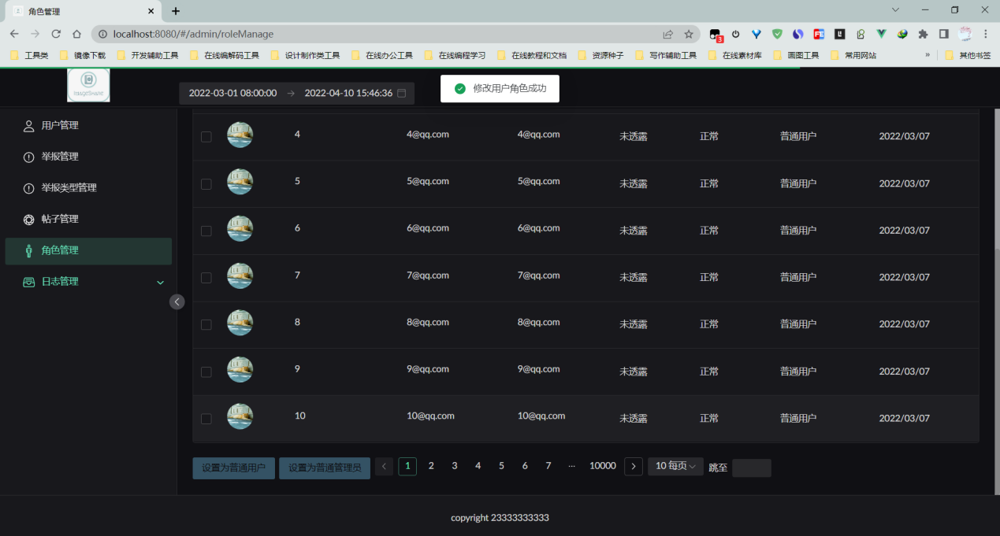 角色管理
localhost:8080/#/admin/roleManage
3
工具类 镜像下载 开发辅助工具 在线编解码工具 设计制作类工具 在线办公工具 在线编程学习 在线教程和文档 资源种子 写作辅助工具 在线素材库 画图工具 常用网站 » 其他书签
ImageShare
2022-03-01 08:00:00 → 2022-04-10 15:46:36
修改用户角色成功
用户管理
举报管理
举报类型管理
帖子管理
角色管理
日志管理
4 4@qq.com 4@qq.com 未透露 正常 普通用户 2022/03/07
5 5@qq.com 5@qq.com 未透露 正常 普通用户 2022/03/07
6 6@qq.com 6@qq.com 未透露 正常 普通用户 2022/03/07
7 7@qq.com 7@qq.com 未透露 正常 普通用户 2022/03/07
8 8@qq.com 8@qq.com 未透露 正常 普通用户 2022/03/07
9 9@qq.com 9@qq.com 未透露 正常 普通用户 2022/03/07
10 10@qq.com 10@qq.com 未透露 正常 普通用户 2022/03/07
设置为普通用户 设置为普通管理员 1 2 3 4 5 6 7 ... 10000 10 每页 跳至
copyright 23333333333